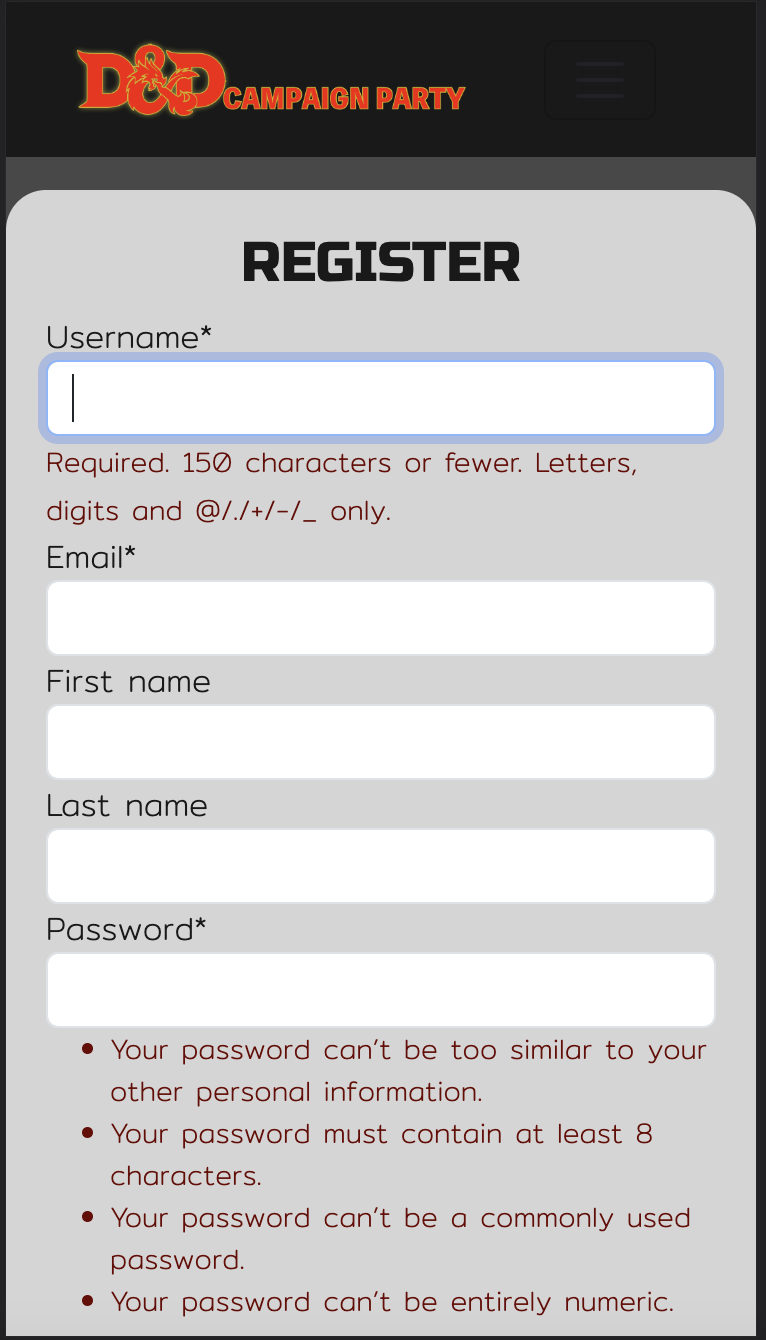 D&D CAMPAIGN PARTY
REGISTER
Username*
Required. 150 characters or fewer. Letters,
digits and @/./+/-/_ only.
Email*
First name
Last name
Password*
• Your password can’t be too similar to your
other personal information.
• Your password must contain at least 8
characters.
• Your password can’t be a commonly used
password.
• Your password can’t be entirely numeric.